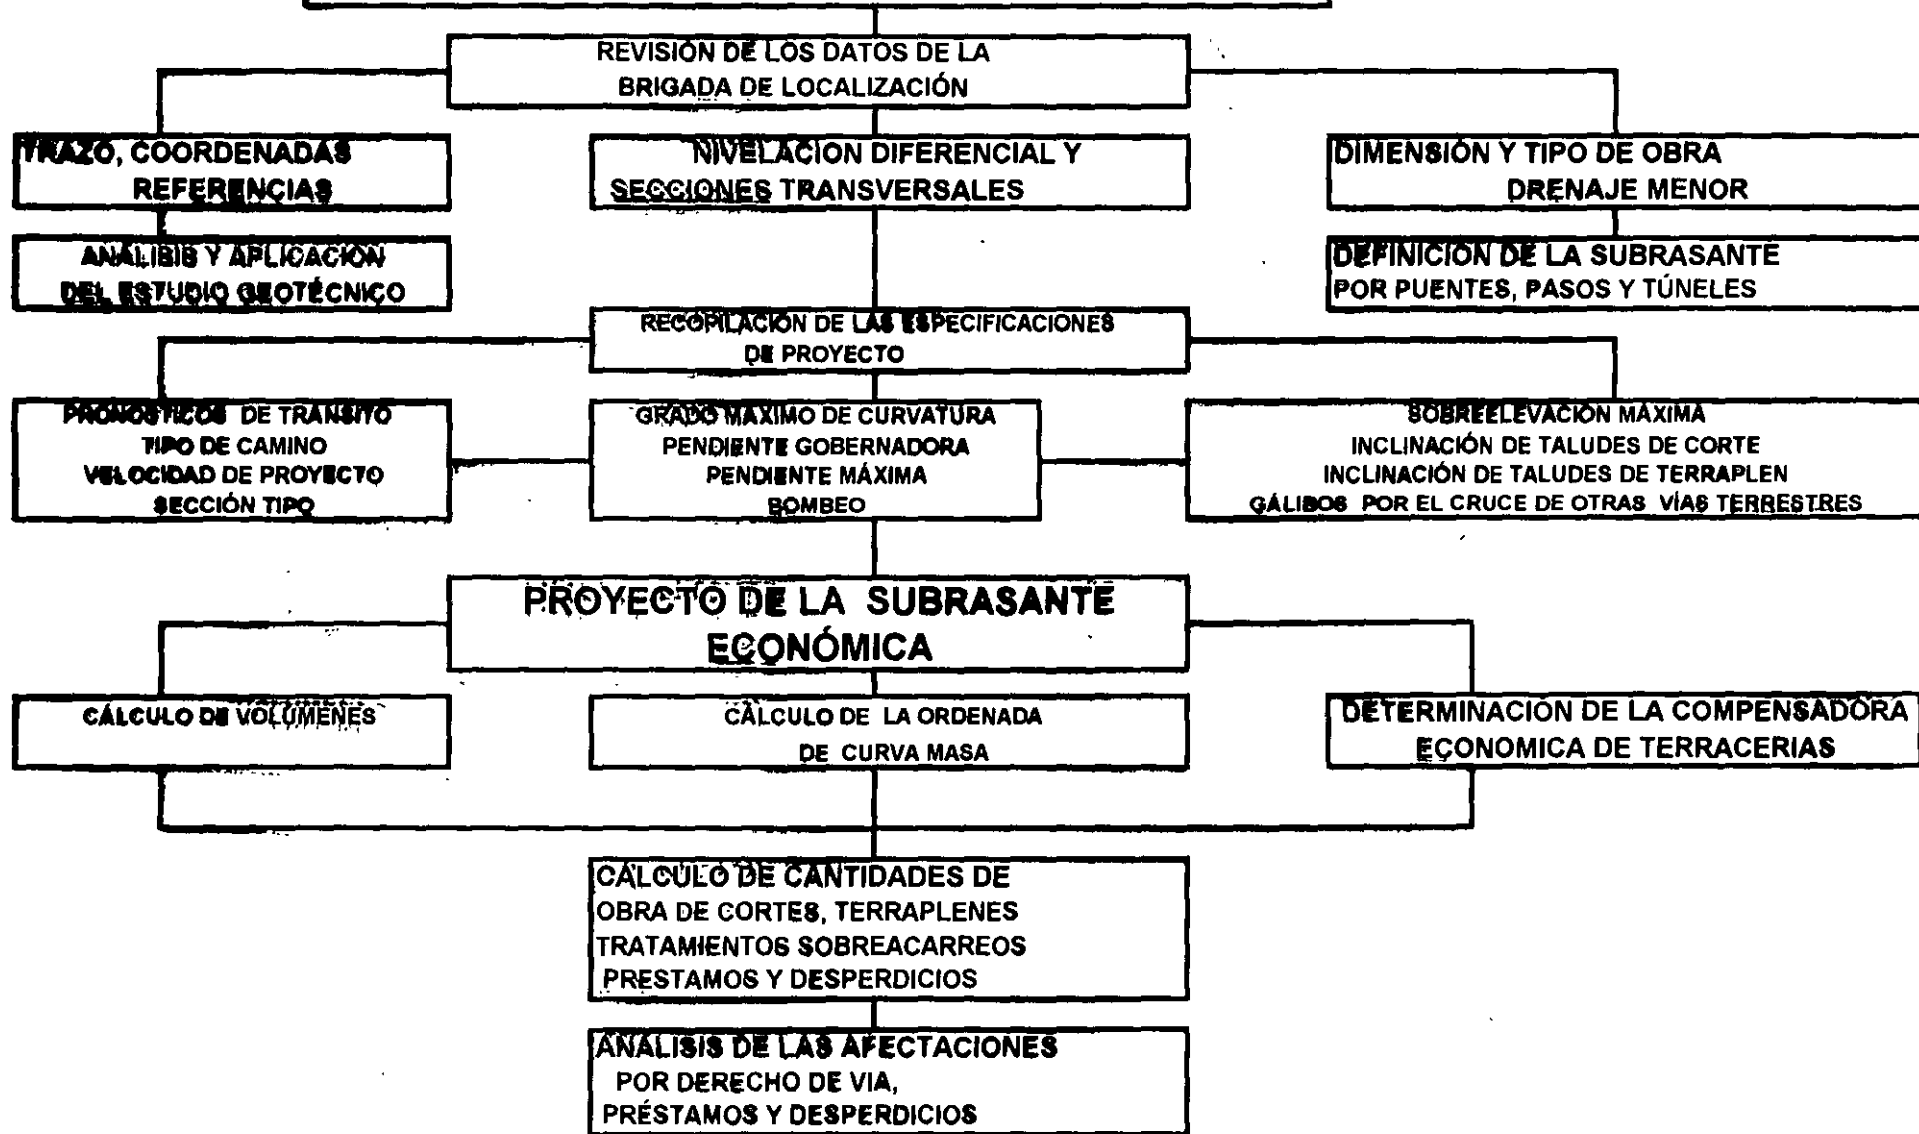 REVISIÓN DE LOS DATOS DE LA
BRIGADA DE LOCALIZACIÓN
TRAZO, COORDENADAS
REFERENCIAS
NIVELACION DIFERENCIAL Y
SECCIONES TRANSVERSALES
DIMENSIÓN Y TIPO DE OBRA
DRENAJE MENOR
ANÁLISIS Y APLICACIÓN
DEL ESTUDIO GEOTÉCNICO
DEFINICIÓN DE LA SUBRASANTE
POR PUENTES, PASOS Y TÚNELES
RECOPILACIÓN DE LAS ESPECIFICACIONES
DE PROYECTO
PRONÓSTICOS DE TRÁNSITO
TIPO DE CAMINO
VELOCIDAD DE PROYECTO
SECCIÓN TIPO
GRADO MÁXIMO DE CURVATURA
PENDIENTE GOBERNADORA
PENDIENTE MÁXIMA
BOMBEO
SOBREELEVACIÓN MÁXIMA
INCLINACIÓN DE TALUDES DE CORTE
INCLINACIÓN DE TALUDES DE TERRAPLEN
GÁLIBOS POR EL CRUCE DE OTRAS VÍAS TERRESTRES
PROYECTO DE LA SUBRASANTE
ECONÓMICA
CÁLCULO DE VOLÚMENES
CÁLCULO DE LA ORDENADA
DE CURVA MASA
DETERMINACIÓN DE LA COMPENSADORA
ECONOMICA DE TERRACERIAS
CÁLCULO DE CANTIDADES DE
OBRA DE CORTES, TERRAPLENES
TRATAMIENTOS SOBREACARREOS
PRESTAMOS Y DESPERDICIOS
ANÁLISIS DE LAS AFECTACIONES
POR DERECHO DE VIA,
PRÉSTAMOS Y DESPERDICIOS